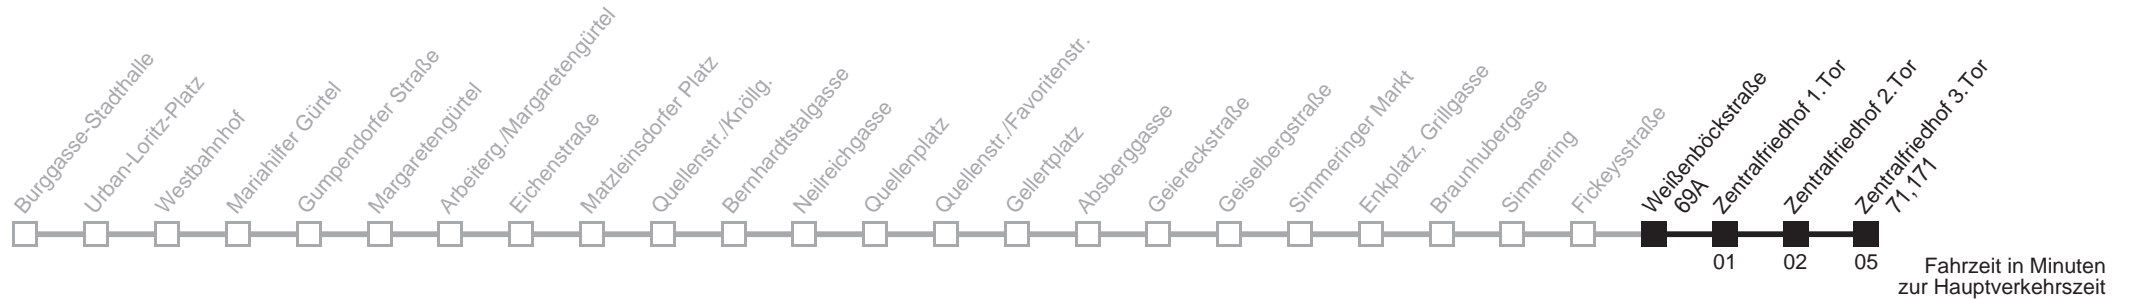 Burggasse-Stadthalle
Urban-Loritz-Platz
Westbahnhof
Mariahilfer Gürtel
Gumpendorfer Straße
Margaretengürtel
Arbeiterg./Margaretengürtel
Eichenstraße
Matzleinsdorfer Platz
Quellenstr./Knöllg.
Bernhardtstalgasse
Neilreichgasse
Quellenplatz
Quellenstr./Favoritenstr.
Gellertplatz
Absberggasse
Geiereckstraße
Geiselbergstraße
Simmeringer Markt
Enkplatz, Grillgasse
Braunhubergasse
Simmering
Fickeysstraße
Weißenböckstraße
69A
Zentralfriedhof 1.Tor
Zentralfriedhof 2.Tor
Zentralfriedhof 3.Tor
71,171
01
02
05
Fahrzeit in Minuten
zur Hauptverkehrszeit